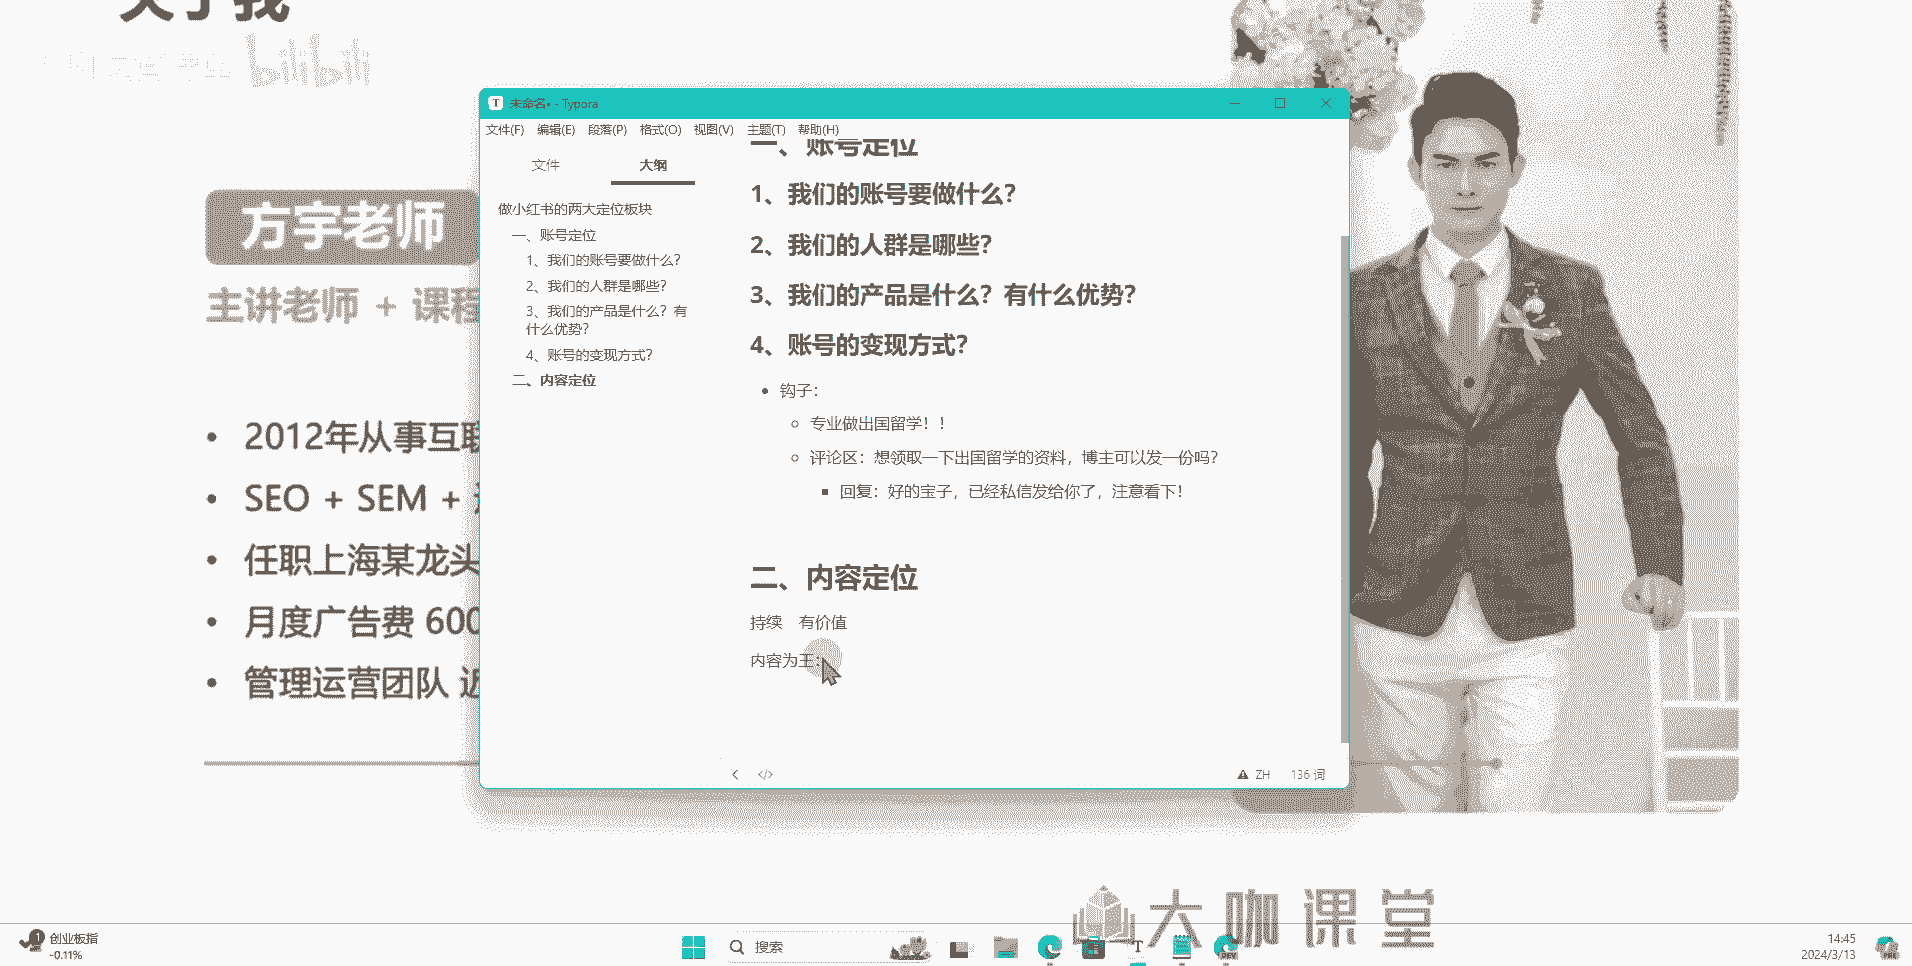 关于我
bilibili
未命名• - Typora
文件(F) 编辑(E) 段落(P) 格式(O) 视图(V) 主题(T) 帮助(H)
文件 大纲
做小红书的两大定位板块
一、账号定位
1、我们的账号要做什么？
2、我们的人群是哪些？
3、我们的产品是什么？有
什么优势？
4、账号的变现方式？
二、内容定位
一、账号定位
1、我们的账号要做什么？
2、我们的人群是哪些？
3、我们的产品是什么？有什么优势？
4、账号的变现方式？
钩子：
专业做出国留学！！
评论区：想领取一下出国留学的资料，博主可以发一份吗？
回复：好的宝子，已经私信发给你了，注意看下！
二、内容定位
持续 有价值
内容为王：
ZH 136 词
方宇老师
主讲老师 + 课程
• 2012年从事互联
• SEO + SEM +
• 任职上海某龙头
• 月度广告费 600
• 管理运营团队 近
大咖课堂
1
创业板指
-0.11%
搜索
T
DEV
14:45
2024/3/13
PRE